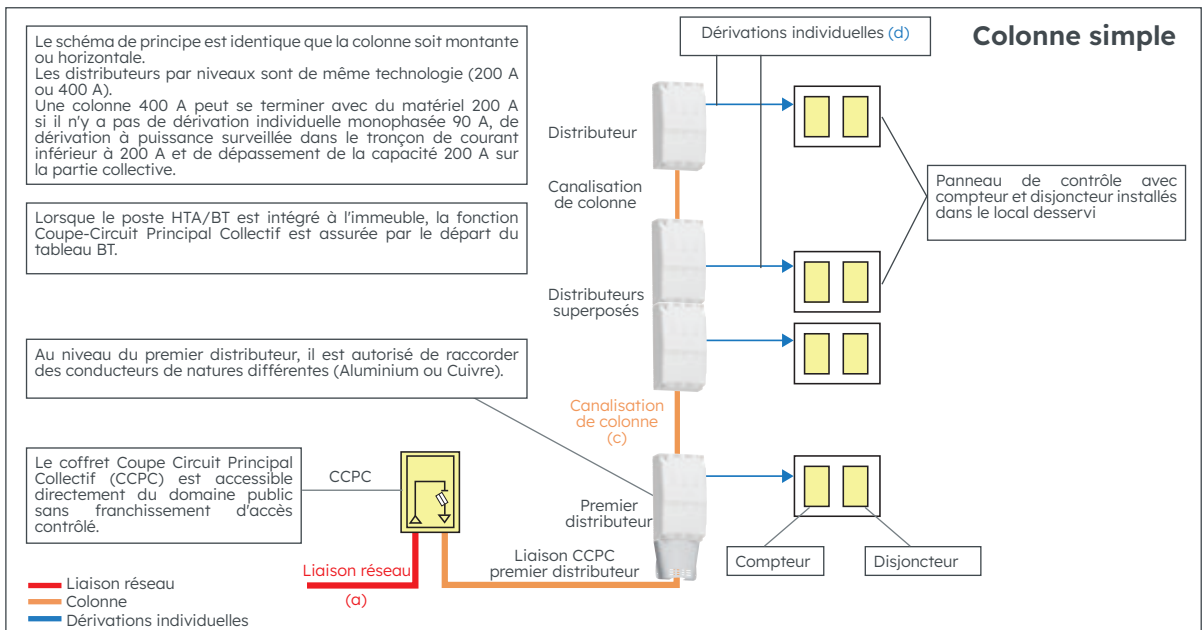 Colonne simple
Le schéma de principe est identique que la colonne soit montante
ou horizontale.
Les distributeurs par niveaux sont de même technologie (200 A
ou 400 A).
Une colonne 400 A peut se terminer avec du matériel 200 A
si il n'y a pas de dérivation individuelle monophasée 90 A, de
dérivation à puissance surveillée dans le tronçon de courant
inférieur à 200 A et de dépassement de la capacité 200 A sur
la partie collective.
Lorsque le poste HTA/BT est intégré à l'immeuble, la fonction
Coupe-Circuit Principal Collectif est assurée par le départ du
tableau BT.
Au niveau du premier distributeur, il est autorisé de raccorder
des conducteurs de natures différentes (Aluminium ou Cuivre).
Le coffret Coupe Circuit Principal
Collectif (CCPC) est accessible
directement du domaine public
sans franchissement d'accès
contrôlé.
CCPC
Dérivations individuelles (d)
Distributeur
Canalisation
de colonne
Distributeurs
superposés
Canalisation
de colonne
(c)
Premier
distributeur
Liaison CCPC
premier distributeur
Liaison réseau
(a)
Panneau de contrôle avec
compteur et disjoncteur installés
dans le local desservi
Compteur
Disjoncteur
Liaison réseau
Colonne
Dérivations individuelles